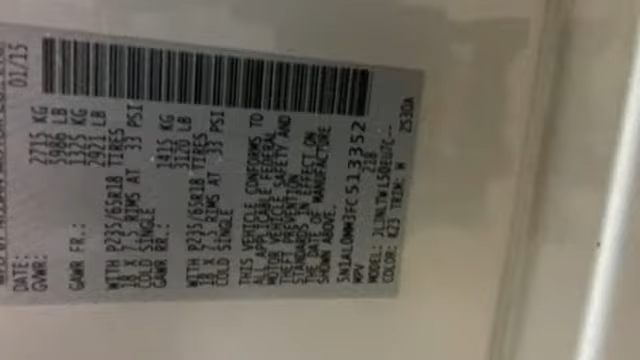 DATE: 01/15
GVWR: 2715 KG
5986 LB
GAWR FR.: 1325 KG
2921 LB
WITH P235/65R18 TIRES
18 X 7.5 RIMS AT 33 PSI
COLD SINGLE
GAWR RR.: 1415 KG
3120 LB
WITH P235/65R18 TIRES
18 X 7.5 RIMS AT 33 PSI
COLD SINGLE
THIS VEHICLE CONFORMS TO
ALL APPLICABLE FEDERAL
MOTOR VEHICLE SAFETY AND
THEFT PREVENTION
STANDARDS IN EFFECT ON
THE DATE OF MANUFACTURE
SHOWN ABOVE.
5N1AL0MM3FC513352
MPV 218
MODEL:
COLOR: TRIM: W 2530A